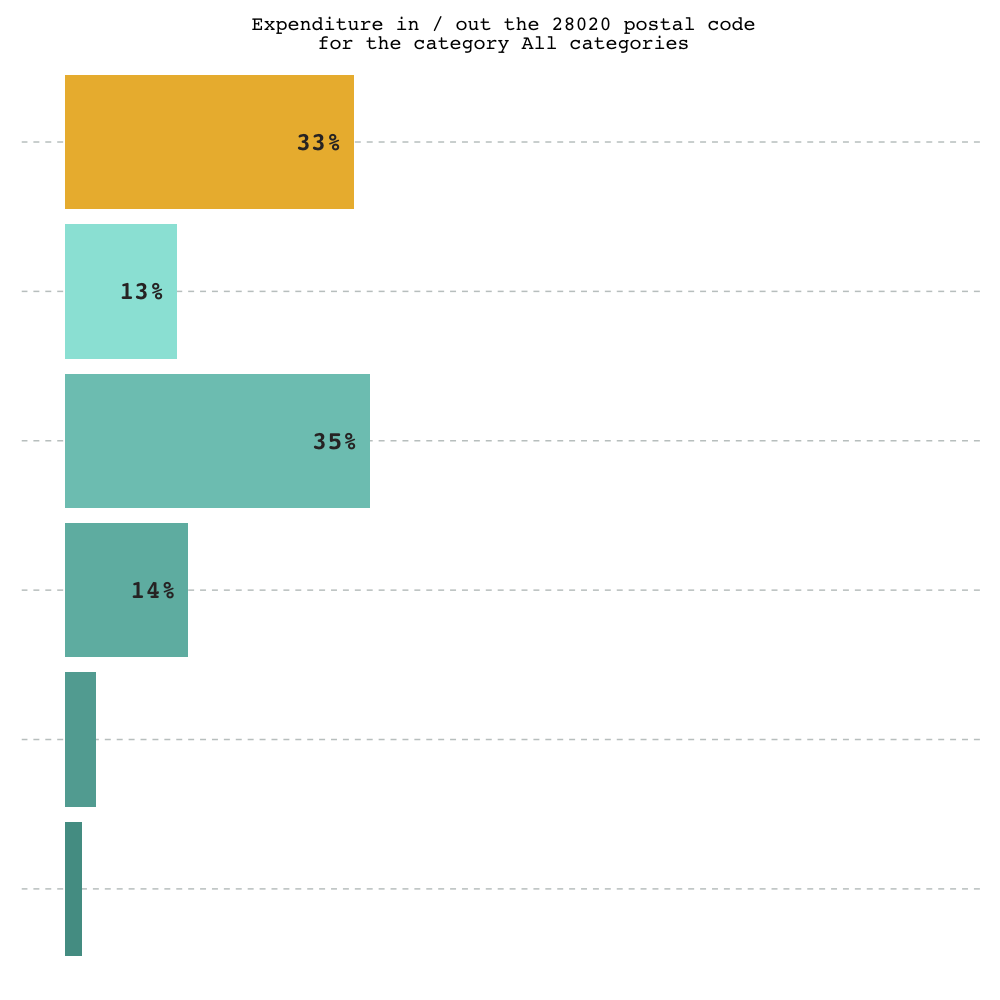 Expenditure in / out the 28020 postal code
for the category All categories
33%
13%
35%
14%